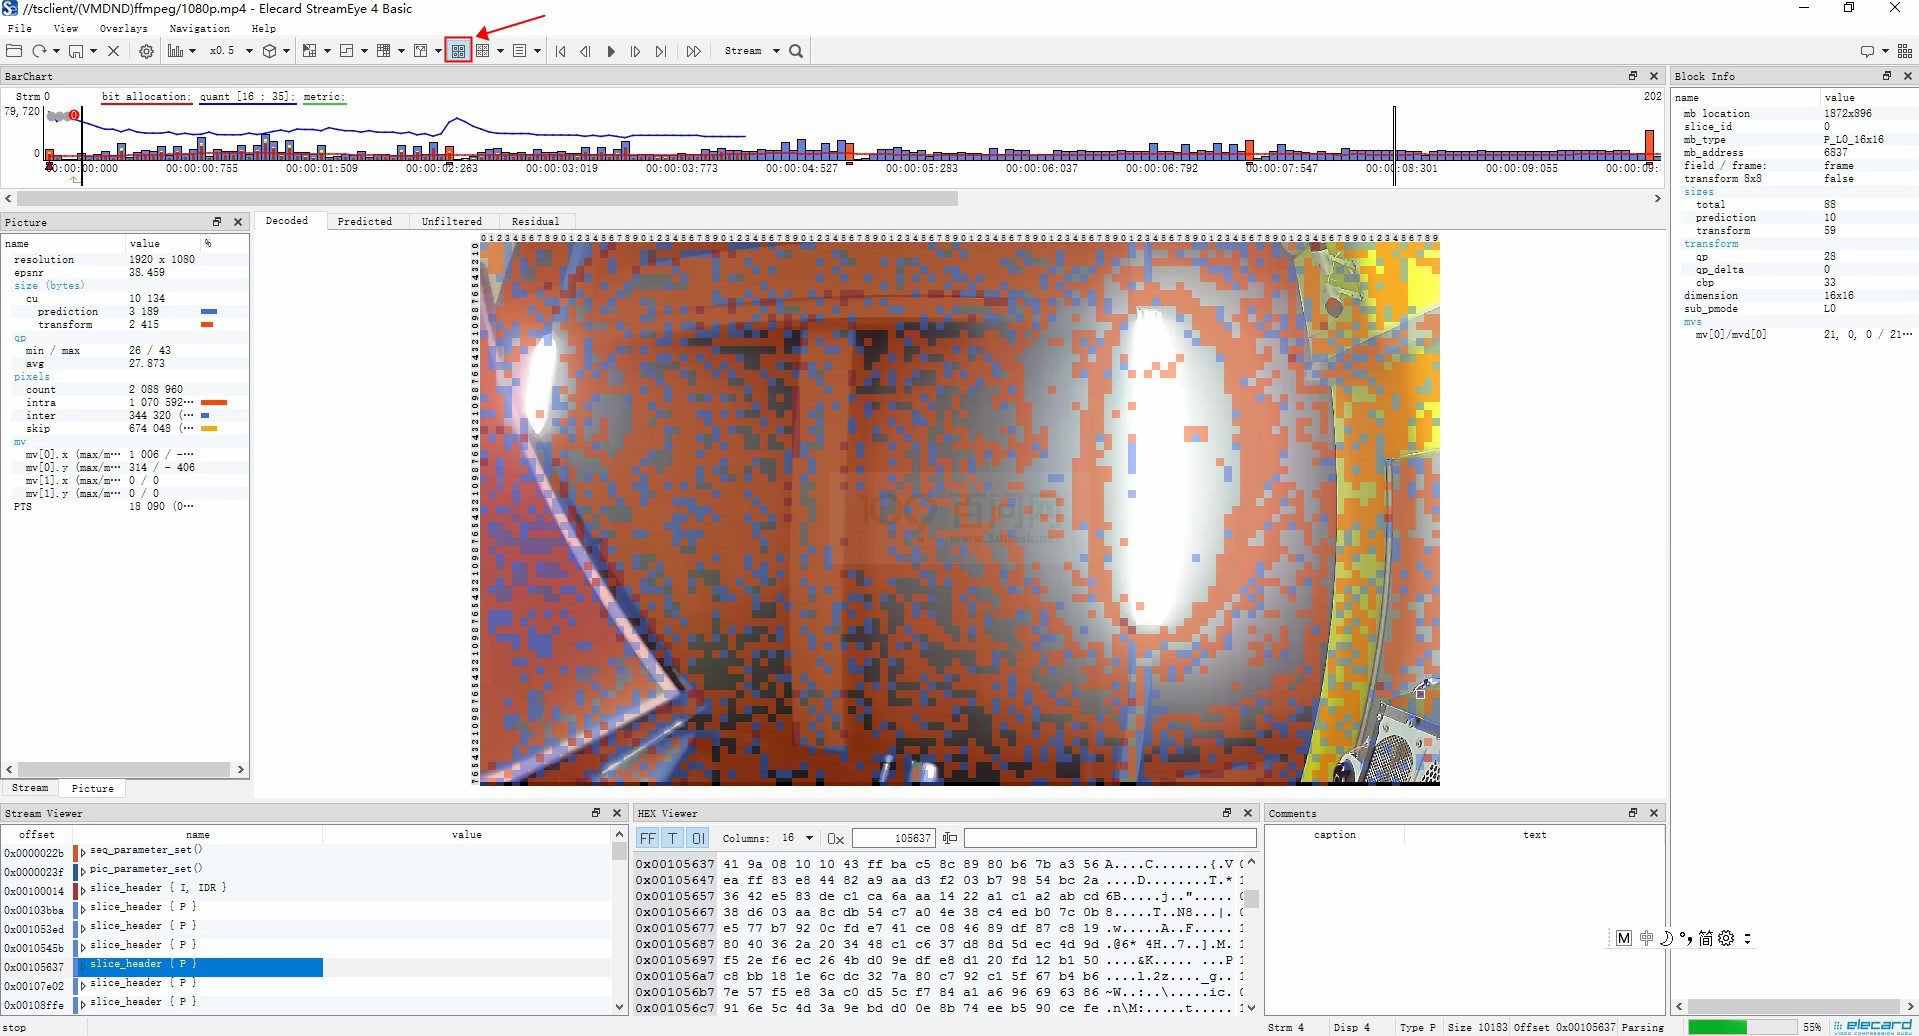 //tsclient/(VMDND)ffmpeg/1080p.mp4 - Elecard StreamEye 4 Basic
File View Overlays Navigation Help
x0.5 Stream
BarChart
Strm 0 bit allocation; quant [16 : 35]; metric; 202
79,720
0
00:00:00:000 00:00:00:755 00:00:01:509 00:00:02:263 00:00:03:019 00:00:03:773 00:00:04:527 00:00:05:283 00:00:06:037 00:00:06:792 00:00:07:547 00:00:08:301 00:00:09:055
Picture
name value %
resolution 1920 x 1080
epsnr 38.459
size (bytes)
cu 10 134
prediction 3 189
transform 2 415
qp
min / max 26 / 43
avg 27.873
pixels
count 2 088 960
intra 1 070 592…
inter 344 320 (…
skip 674 048 (…
mv
mv[0].x (max/m… 1 006 / -…
mv[0].y (max/m… 314 / - 406
mv[1].x (max/m… 0 / 0
mv[1].y (max/m… 0 / 0
PTS 18 090 (0…
Stream Picture
Decoded Predicted Unfiltered Residual
100 百问网
Block Info
name value
mb location 1872x896
slice_id 0
mb_type P_L0_16x16
mb_address 6837
field / frame: frame
transform 8x8 false
sizes
total 88
prediction 10
transform 59
transform
qp 28
qp_delta 0
cbp 33
dimension 16x16
sub_pmode L0
mvs
mv[0]/mvd[0] 21, 0, 0 / 21…
Stream Viewer
offset name value
0x0000022b seq_parameter_set()
0x0000023f pic_parameter_set()
0x00100014 slice_header { I, IDR }
0x00103bba slice_header { P }
0x001053ed slice_header { P }
0x0010545b slice_header { P }
0x00105637 slice_header { P }
0x00107e02 slice_header { P }
0x00108ffe slice_header { P }
HEX Viewer
FF T OI Columns: 16 0x 105637
0x00105637 41 9a 08 10 10 43 ff ba c5 8c 89 80 b6 7b a3 56 A....C.......{.V
0x00105647 ea ff 83 e8 44 82 a9 aa d3 f2 03 b7 98 54 bc 2a ....D........T.*
0x00105657 36 42 e5 83 de c1 ca 6a aa 14 22 a1 c1 a2 ab cd 6B.....j..".....
0x00105667 38 d6 03 aa 8c db 54 c7 a0 4e 38 c4 ed b0 7c 0b 8.....T..N8...|.
0x00105677 e5 77 b7 92 0c fd e7 41 ce 08 46 89 df 87 c8 19 .w.....A..F.....
0x00105687 80 40 36 2a 20 34 48 c1 c6 37 d8 8d 5d ec 4d 9d .@6* 4H..7..].M.
0x00105697 f5 2e f6 ec 26 4b d0 9e df e8 d1 20 fd 12 b1 50 ....&K..... ...P
0x001056a7 c8 bb 18 1e 6c dc 32 7a 80 c7 92 c1 5f 67 b4 b6 ....l.2z...._g..
0x001056b7 7e 57 f5 e8 3a c0 d5 5c f7 84 a1 a6 96 69 63 86 ~W..:..\.....ic.
0x001056c7 91 6e 5c 4d 3a 9e bd d0 0e 8b 74 ee b5 90 ce fe .n\M:.....t.....
Comments
caption text
M 中 简
stop Strm 4 Disp 4 Type P Size 10183 Offset 0x00105637 Parsing 55% elecard